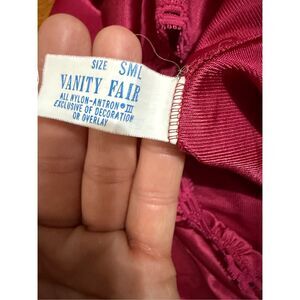 SIZE SML
VANITY FAIR
ALL NYLON-ANTRON® III
EXCLUSIVE OF DECORATION
OR OVERLAY